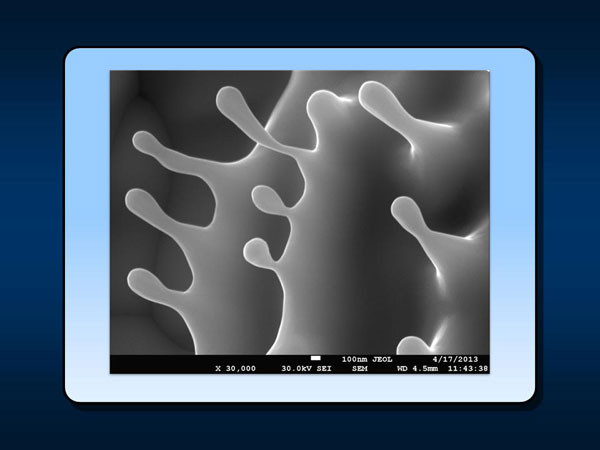 100nm JEOL 4/17/2013
X 30,000 30.0kV SEI SEM WD 4.5mm 11:43:38